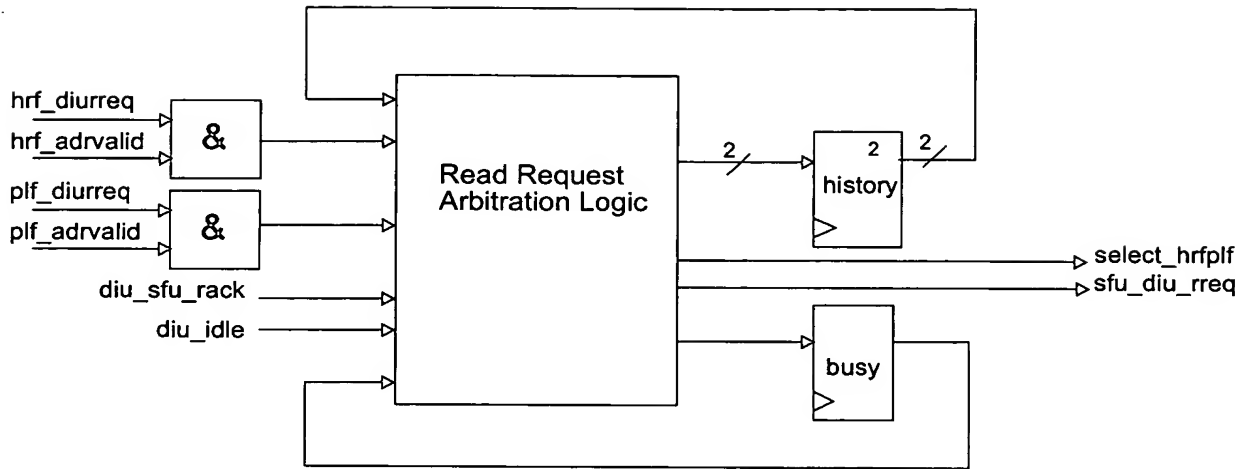 hrf_diurreq
hrf_adrvalid
&
plf_diurreq
plf_adrvalid
&
diu_sfu_rack
diu_idle
Read Request
Arbitration Logic
2
2
2
history
select_hrfplf
sfu_diu_rreq
busy